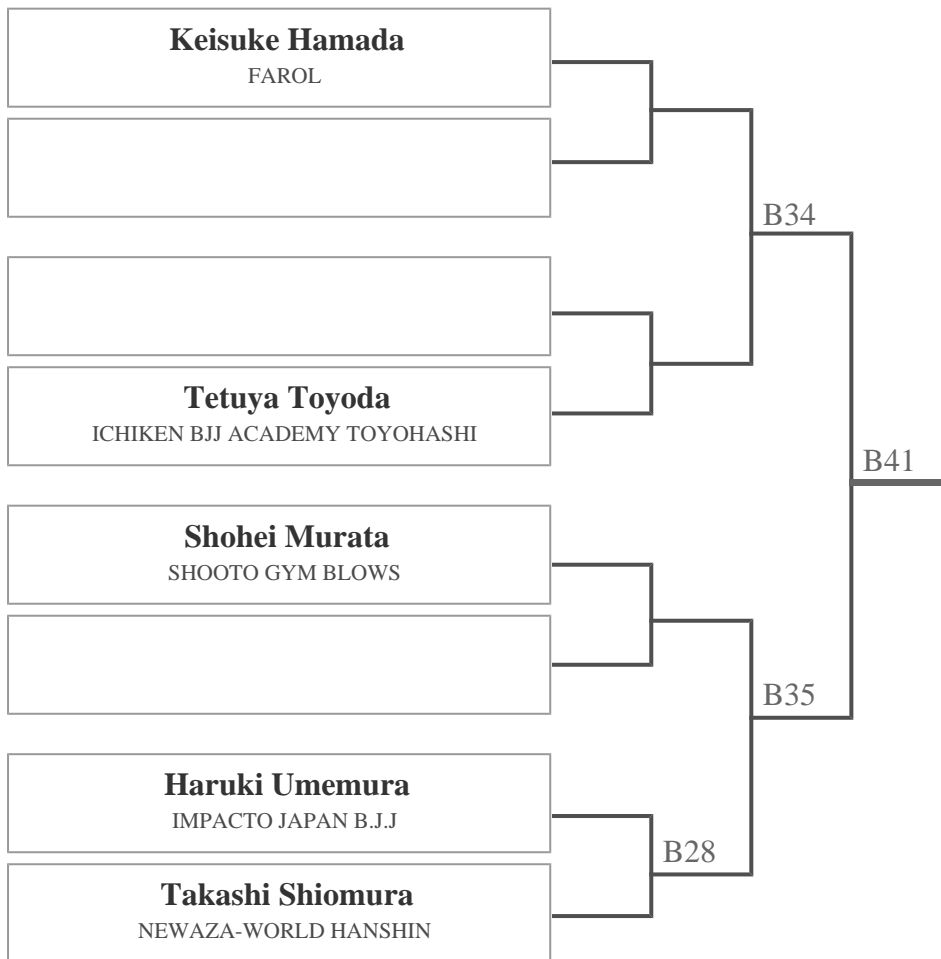 Keisuke Hamada
FAROL
B34
Tetuya Toyoda
ICHIKEN BJJ ACADEMY TOYOHASHI
B41
Shohei Murata
SHOOTO GYM BLOWS
B35
Haruki Umemura
IMPACTO JAPAN B.J.J
B28
Takashi Shiomura
NEWAZA-WORLD HANSHIN